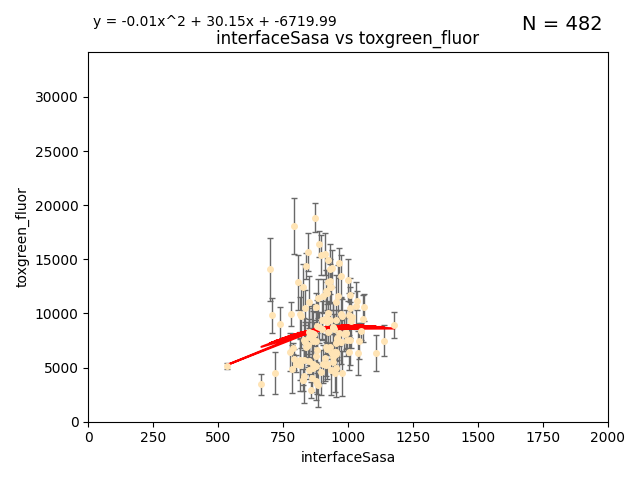 y = -0.01x^2 + 30.15x + -6719.99
N = 482
interfaceSasa vs toxgreen_fluor
toxgreen_fluor
30000
25000
20000
15000
10000
5000
0
0 250 500 750 1000 1250 1500 1750 2000
interfaceSasa